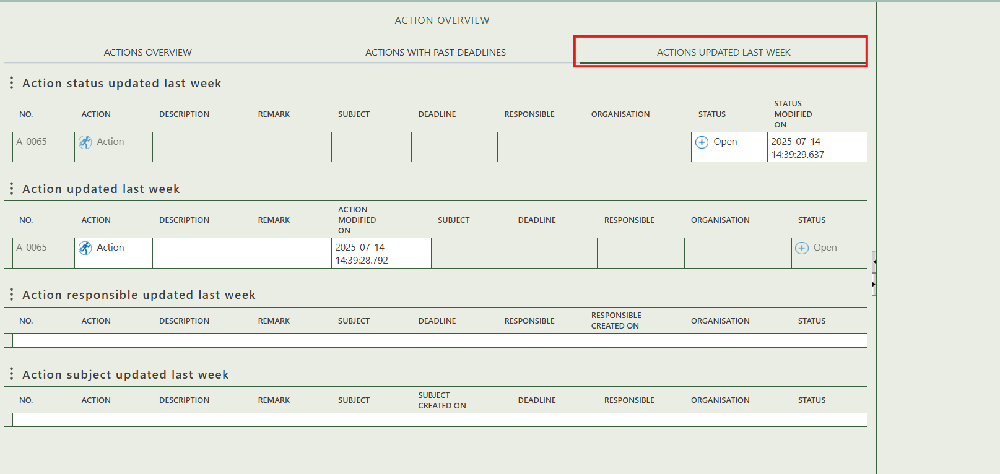 ACTION OVERVIEW
ACTIONS OVERVIEW ACTIONS WITH PAST DEADLINES ACTIONS UPDATED LAST WEEK
Action status updated last week
NO. ACTION DESCRIPTION REMARK SUBJECT DEADLINE RESPONSIBLE ORGANISATION STATUS STATUS MODIFIED ON
A-0065 Action Open 2025-07-14
14:39:29.637
Action updated last week
NO. ACTION DESCRIPTION REMARK ACTION MODIFIED ON SUBJECT DEADLINE RESPONSIBLE ORGANISATION STATUS
A-0065 Action 2025-07-14 Open
14:39:28.792
Action responsible updated last week
NO. ACTION DESCRIPTION REMARK SUBJECT DEADLINE RESPONSIBLE RESPONSIBLE CREATED ON ORGANISATION STATUS
Action subject updated last week
NO. ACTION DESCRIPTION REMARK SUBJECT SUBJECT CREATED ON DEADLINE RESPONSIBLE ORGANISATION STATUS